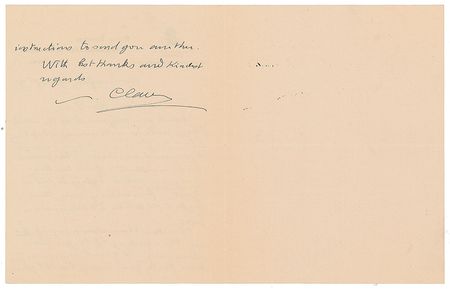 instructions to send you another.
With best thanks and kindest
regards